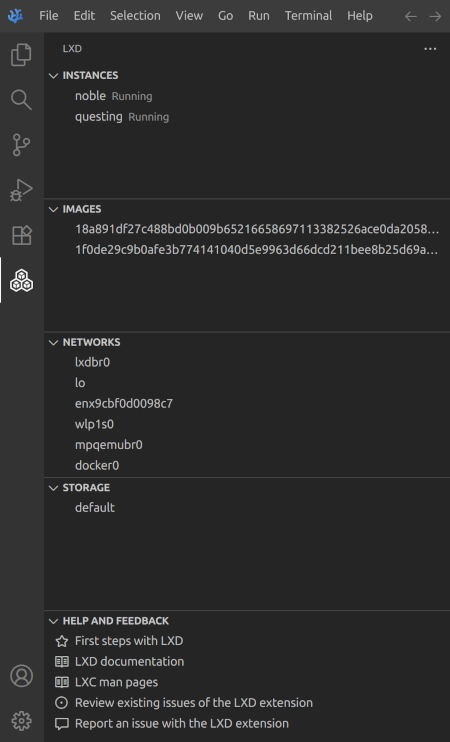 File Edit Selection View Go Run Terminal Help
LXD
INSTANCES
noble Running
questing Running
IMAGES
18a891df27c488bd0b009b65216658697113382526ace0da2058…
1f0de29c9b0afe3b774141040d5e9963d66dcd211bee8b25d69a…
NETWORKS
lxdbr0
lo
enx9cbf0d0098c7
wlp1s0
mpqemubr0
docker0
STORAGE
default
HELP AND FEEDBACK
First steps with LXD
LXD documentation
LXC man pages
Review existing issues of the LXD extension
Report an issue with the LXD extension